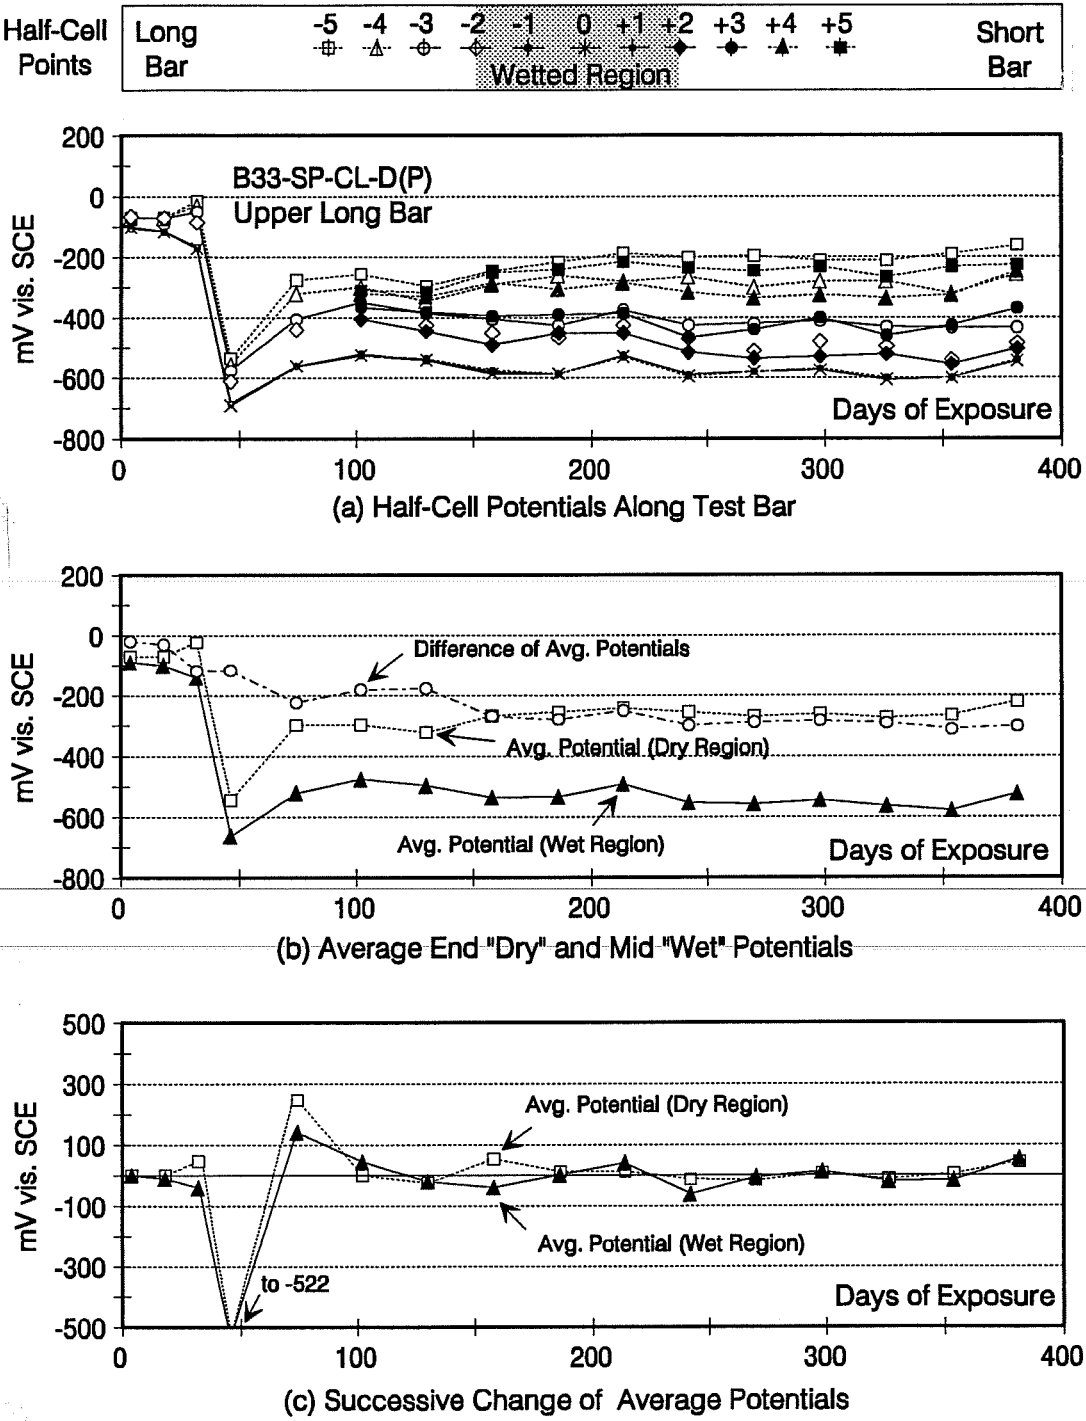 Half-Cell Points
Long Bar
-5 -4 -3 -2 -1 0 +1 +2 +3 +4 +5
Wetted Region
Short Bar
200
0
-200
-400
-600
-800
mV vis. SCE
B33-SP-CL-D(P)
Upper Long Bar
Days of Exposure
0 100 200 300 400
(a) Half-Cell Potentials Along Test Bar
200
0
-200
-400
-600
-800
mV vis. SCE
Difference of Avg. Potentials
Avg. Potential (Dry Region)
Avg. Potential (Wet Region)
Days of Exposure
0 100 200 300 400
(b) Average End "Dry" and Mid "Wet" Potentials
500
300
100
-100
-300
-500
mV vis. SCE
Avg. Potential (Dry Region)
Avg. Potential (Wet Region)
to -522
Days of Exposure
0 100 200 300 400
(c) Successive Change of Average Potentials